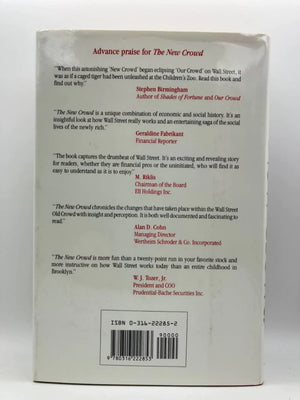 Advance praise for The New Crowd
"When this astonishing 'New Crowd' began eclipsing 'Our Crowd' on Wall Street, it
was as if a caged tiger had been unleashed at the Children's Zoo. Read this book and
find out why."
Stephen Birmingham
Author of Shades of Fortune and Our Crowd
"The New Crowd is a unique combination of economic and social history. It's an
insightful look at how Wall Street really works and an entertaining saga of the social
lives of the newly rich."
Geraldine Fabrikant
Financial Reporter
"The book captures the drumbeat of Wall Street. It's an exciting and revealing story
for readers, whether they are financial pros or the uninitiated, who will find it as
easy to understand as it is to enjoy."
M. Riklis
Chairman of the Board
EII Holdings Inc.
"The New Crowd chronicles the changes that have taken place within the Wall Street
Old Crowd with insight and perception. It is both well documented and fascinating to
read."
Alan D. Cohn
Managing Director
Wertheim Schroder & Co. Incorporated
"The New Crowd is more fun than a twenty point run in your favorite stock and
more instructive on how Wall Street works today than an entire childhood in
Brooklyn."
W. J. Tozer, Jr.
President and COO
Prudential-Bache Securities Inc.
ISBN 0-316-22285-2
90000
9 780316 222853